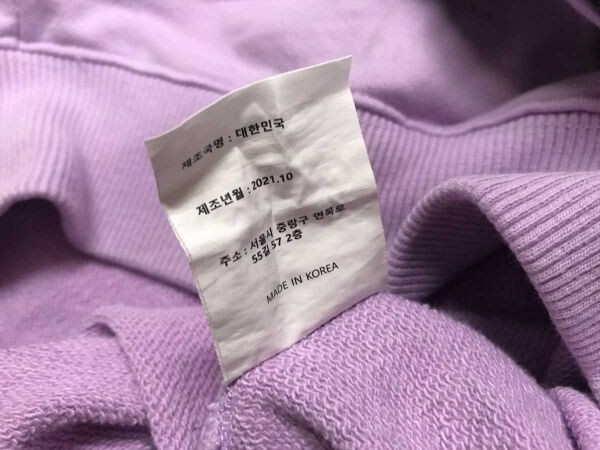 제조국명 : 대한민국
제조년월 : 2021.10
주소 : 서울시 중랑구 면목로
55길 57 2층
MADE IN KOREA